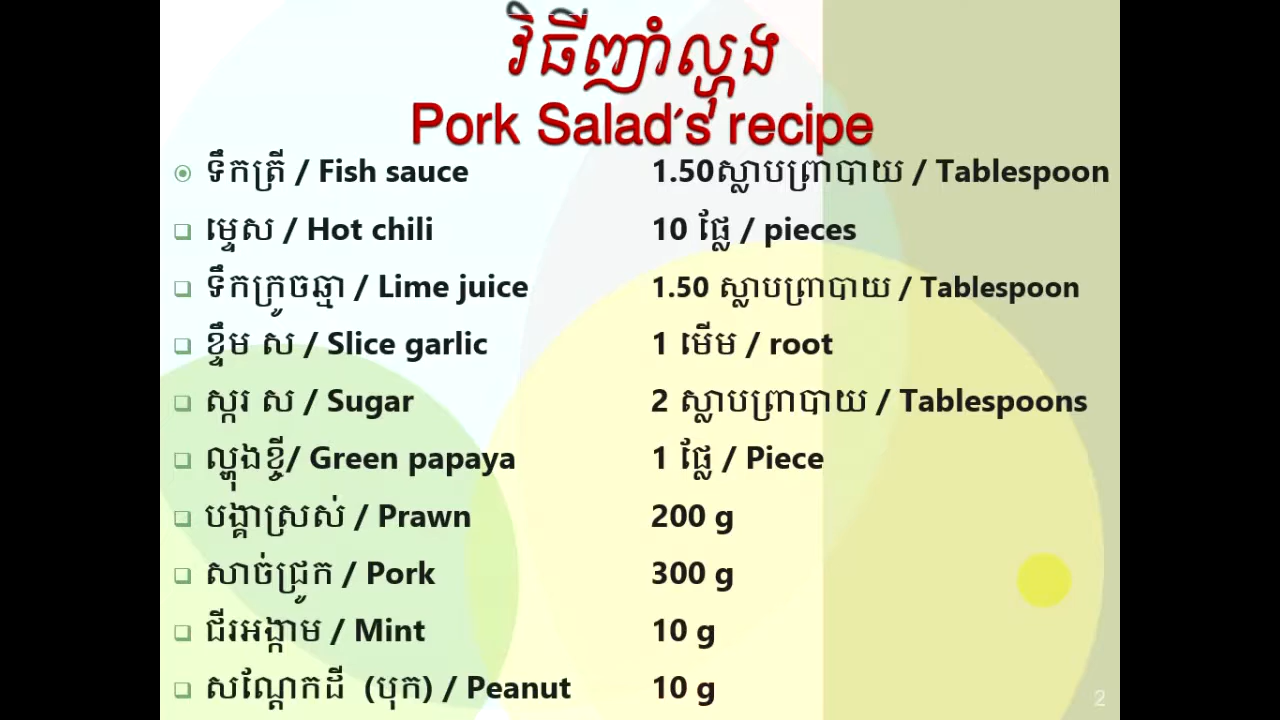 វិធីញាំល្ហុង
Pork Salad's recipe
ទឹកត្រី / Fish sauce 1.50ស្លាបព្រាបាយ / Tablespoon
ម្ទេស / Hot chili 10 ផ្លែ / pieces
ទឹកក្រូចឆ្មា / Lime juice 1.50 ស្លាបព្រាបាយ / Tablespoon
ខ្ទឹម ស / Slice garlic 1 មើម / root
ស្ករ ស / Sugar 2 ស្លាបព្រាបាយ / Tablespoons
ល្ហុងខ្ចី/ Green papaya 1 ផ្លែ / Piece
បង្គាស្រស់ / Prawn 200 g
សាច់ជ្រូក / Pork 300 g
ជីរអង្កាម / Mint 10 g
សណ្តែកដី (បុក) / Peanut 10 g
2